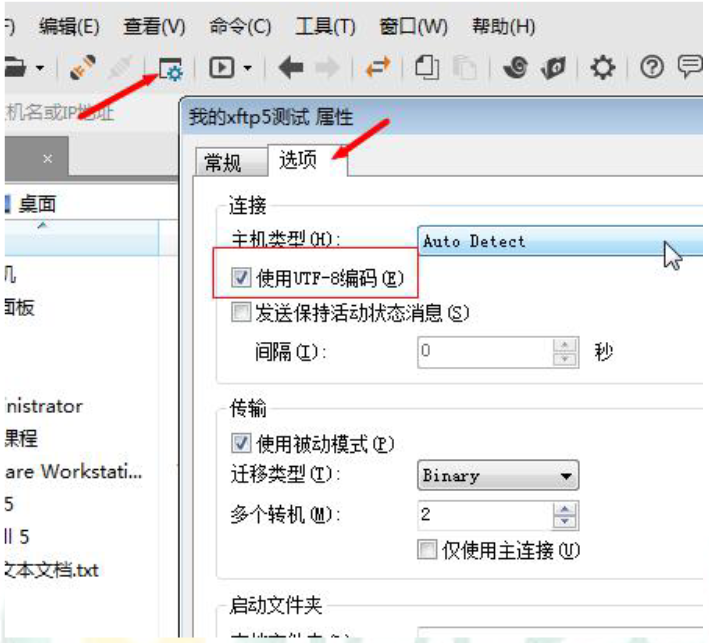 编辑(E) 查看(V) 命令(C) 工具(T) 窗口(W) 帮助(H)
机名或IP地址
我的xftp5测试 属性
常规 选项
桌面
连接
主机类型(H): Auto Detect
使用UTF-8编码(E)
发送保持活动状态消息(S)
间隔(I): 0 秒
面板
传输
nistrator
课程
使用被动模式(P)
are Workstati...
迁移类型(T): Binary
5
多个转机(M): 2
ll 5
仅使用主连接(U)
文本文档.txt
启动文件夹